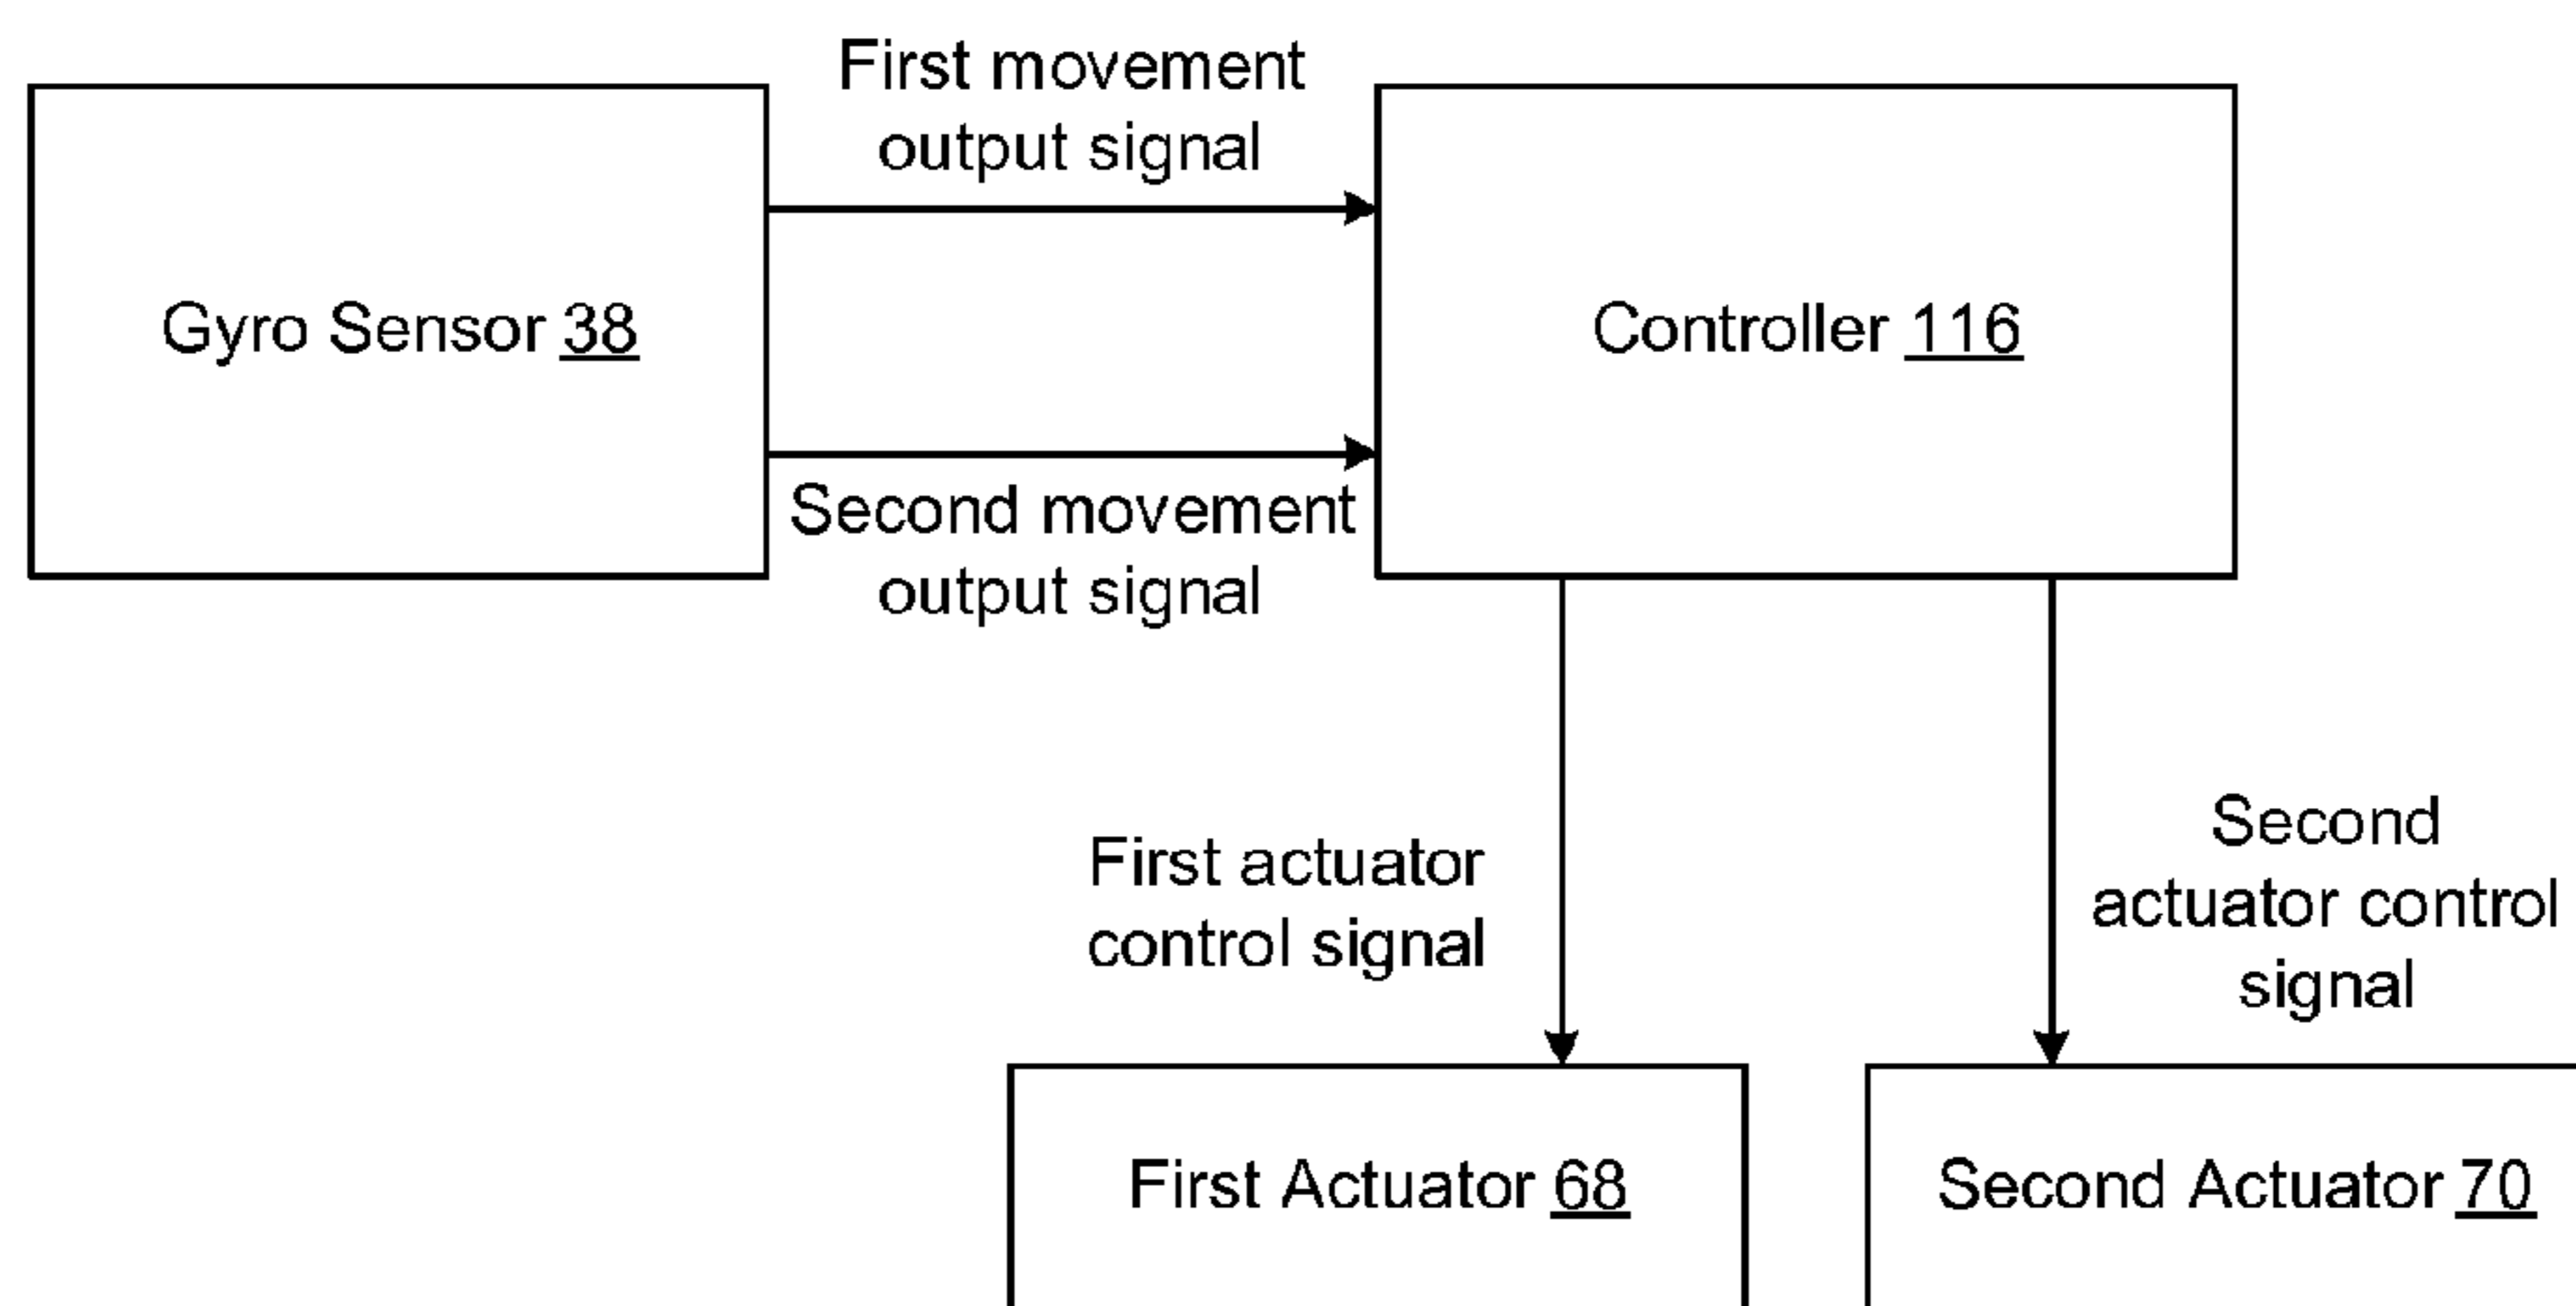 First movement
output signal
Gyro Sensor 38
Controller 116
Second movement
output signal
First actuator
control signal
Second
actuator control
signal
First Actuator 68
Second Actuator 70